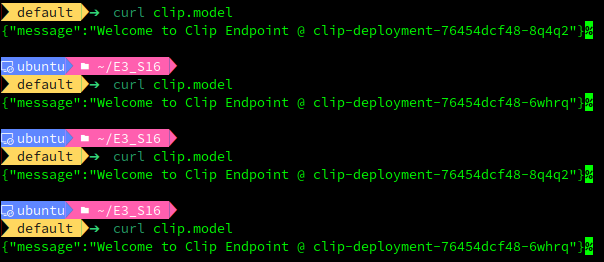 default ➜ curl clip.model
{"message":"Welcome to Clip Endpoint @ clip-deployment-76454dcf48-8q4q2"}%
ubuntu ~/E3_S16
default ➜ curl clip.model
{"message":"Welcome to Clip Endpoint @ clip-deployment-76454dcf48-6whrq"}%
ubuntu ~/E3_S16
default ➜ curl clip.model
{"message":"Welcome to Clip Endpoint @ clip-deployment-76454dcf48-8q4q2"}%
ubuntu ~/E3_S16
default ➜ curl clip.model
{"message":"Welcome to Clip Endpoint @ clip-deployment-76454dcf48-6whrq"}%